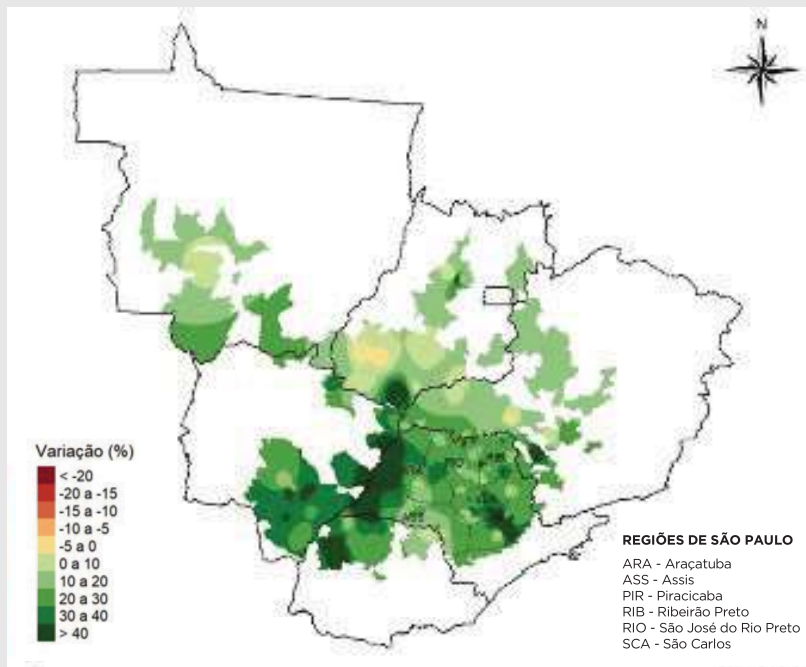 N
Variação (%)
< -20
-20 a -15
-15 a -10
-10 a -5
-5 a 0
0 a 10
10 a 20
20 a 30
30 a 40
> 40
REGIÕES DE SÃO PAULO
ARA - Araçatuba
ASS - Assis
PIR - Piracicaba
RIB - Ribeirão Preto
RIO - São José do Rio Preto
SCA - São Carlos